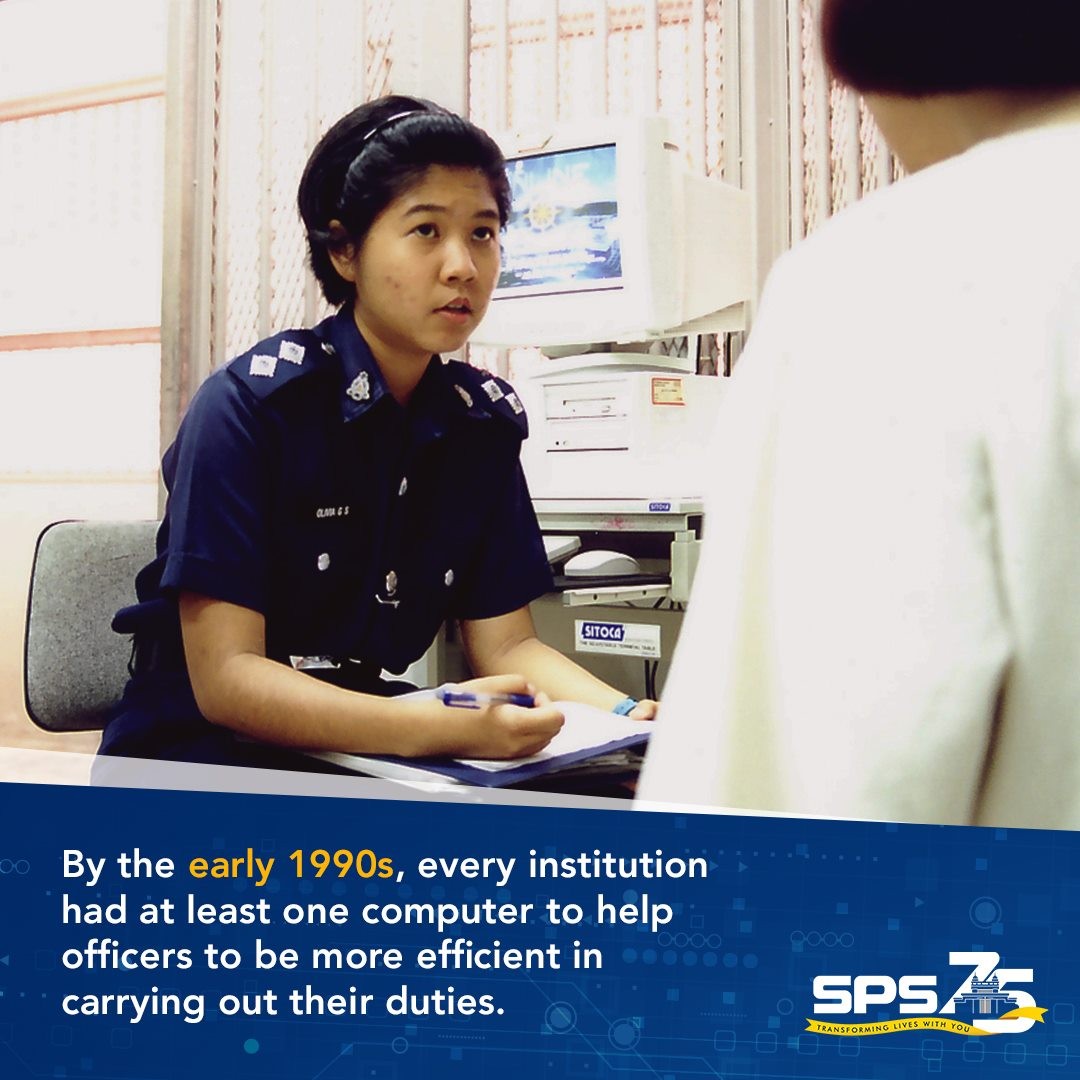 OLIVIA G S
SITOCA
SITOCA
By the early 1990s, every institution
had at least one computer to help
officers to be more efficient in
carrying out their duties.
SPS75
TRANSFORMING LIVES WITH YOU